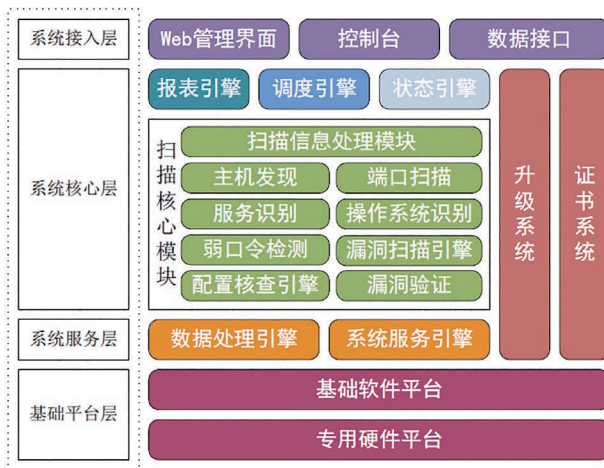 系统接入层
Web管理界面
控制台
数据接口
系统核心层
报表引擎
调度引擎
状态引擎
扫描核心模块
扫描信息处理模块
主机发现
端口扫描
服务识别
操作系统识别
弱口令检测
漏洞扫描引擎
配置核查引擎
漏洞验证
升级系统
证书系统
系统服务层
数据处理引擎
系统服务引擎
基础平台层
基础软件平台
专用硬件平台